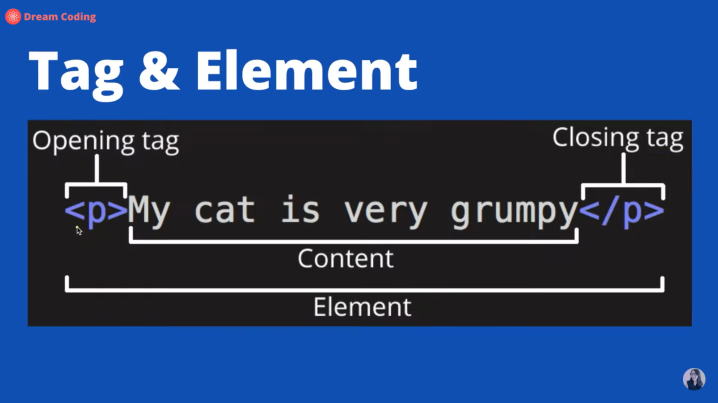 Dream Coding
Tag & Element
Opening tag
Closing tag
<p>My cat is very grumpy</p>
Content
Element